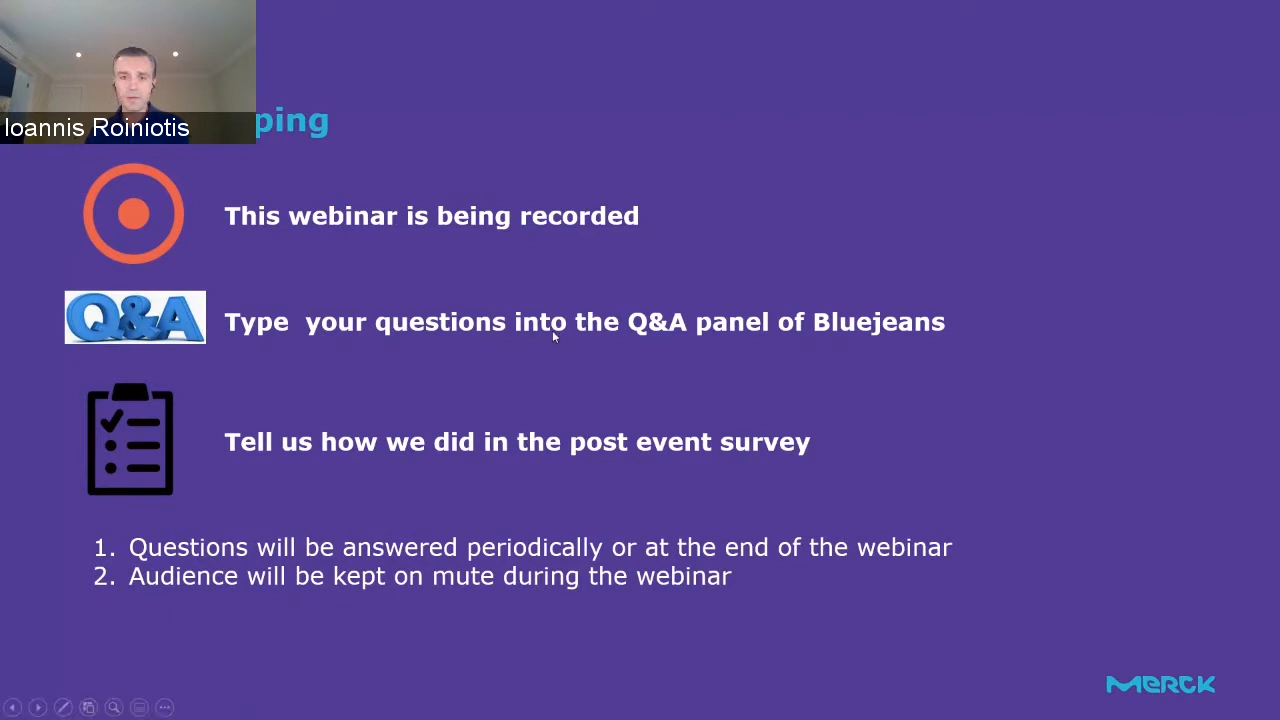 Ioannis Roiniotis
ping
This webinar is being recorded
Q&A
Type  your questions into the Q&A panel of Bluejeans
Tell us how we did in the post event survey
1. Questions will be answered periodically or at the end of the webinar
2. Audience will be kept on mute during the webinar
MERCK